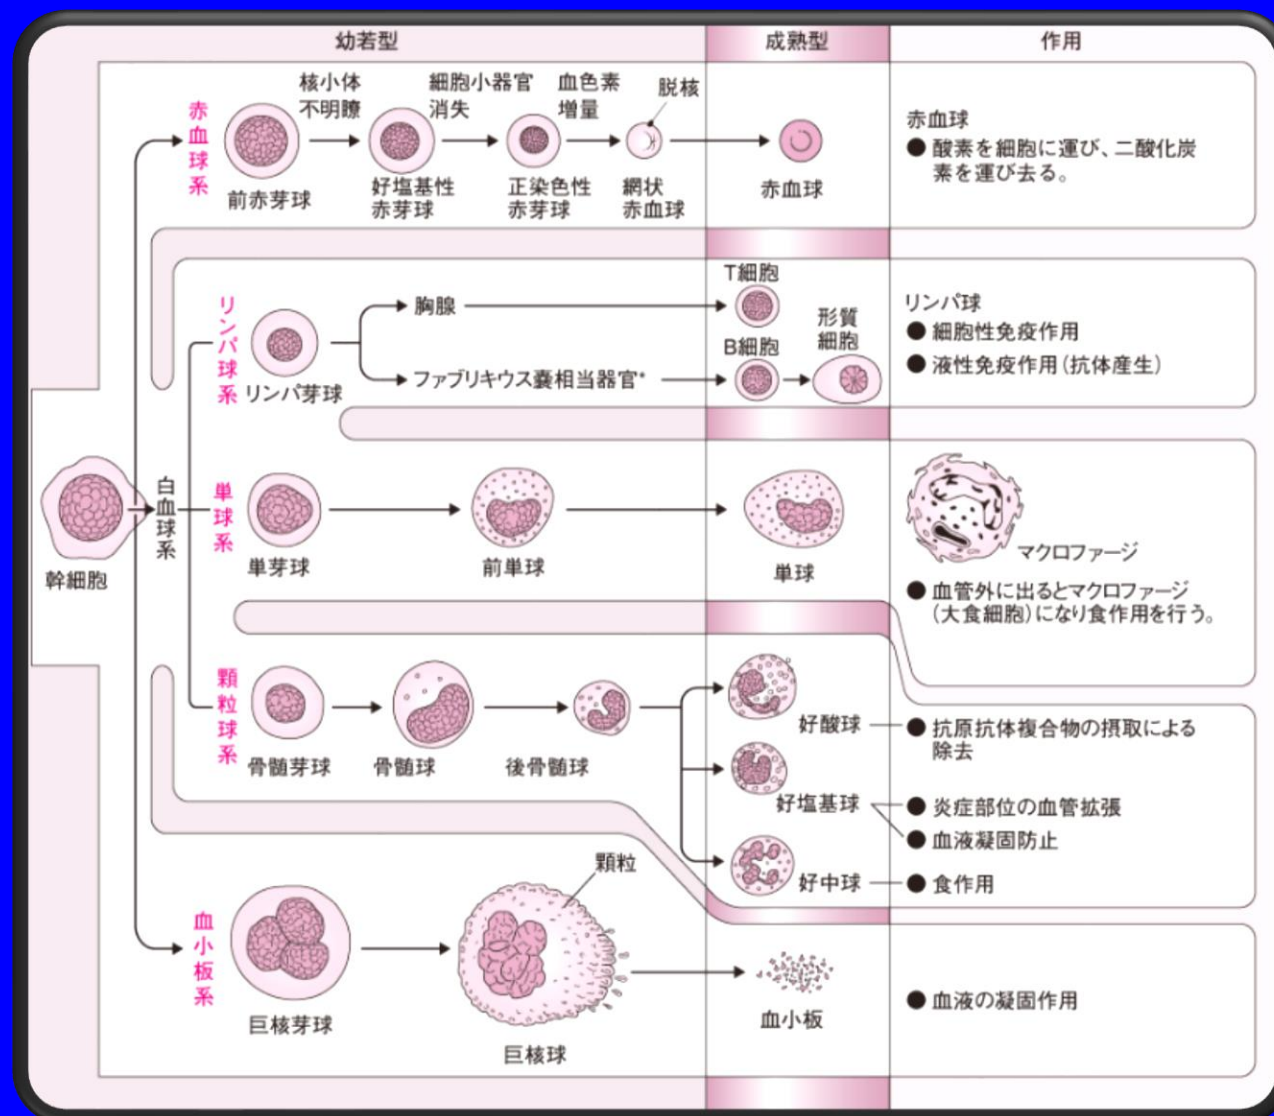 幼若型
成熟型
作用
赤血球系
核小体
不明瞭
細胞小器官
消失
血色素
増量
脱核
前赤芽球
好塩基性
赤芽球
正染色性
赤芽球
網状
赤血球
赤血球
赤血球
● 酸素を細胞に運び、二酸化炭
素を運び去る。
リンパ球系
リンパ芽球
胸腺
ファブリキウス嚢相当器官*
T細胞
B細胞
形質
細胞
リンパ球
● 細胞性免疫作用
● 液性免疫作用(抗体産生)
幹細胞
白血球系
単球系
単芽球
前単球
単球
マクロファージ
● 血管外に出るとマクロファージ
(大食細胞)になり食作用を行う。
顆粒球系
骨髄芽球
骨髄球
後骨髄球
好酸球
● 抗原抗体複合物の摂取による
除去
好塩基球
● 炎症部位の血管拡張
● 血液凝固防止
好中球
● 食作用
血小板系
巨核芽球
顆粒
巨核球
血小板
● 血液の凝固作用